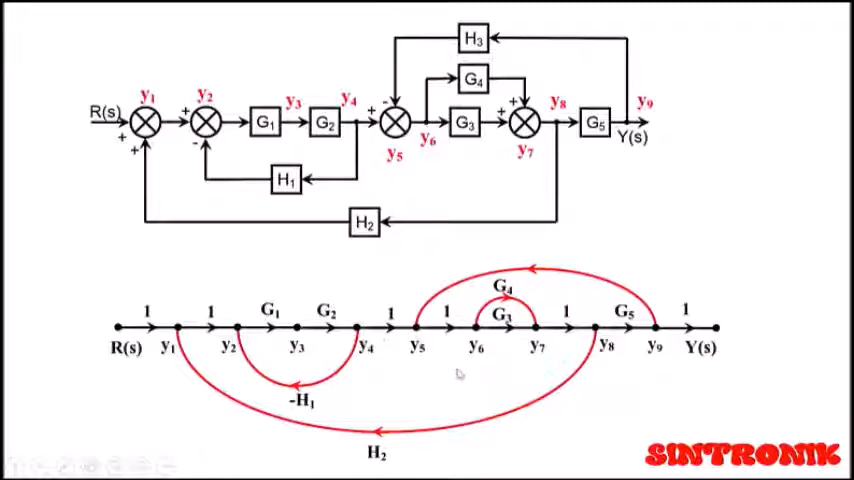 H₃
G₄
R(s) y₁ y₂ y₃ y₄ y₈ y₉
+ + - + - + +
G₁ G₂ G₃ G₅
+ y₅ y₆ y₇ Y(s)
H₁
H₂
G₄
1 1 G₁ G₂ 1 1 G₃ 1 G₅ 1
R(s) y₁ y₂ y₃ y₄ y₅ y₆ y₇ y₈ y₉ Y(s)
-H₁
H₂
SINTRONIK